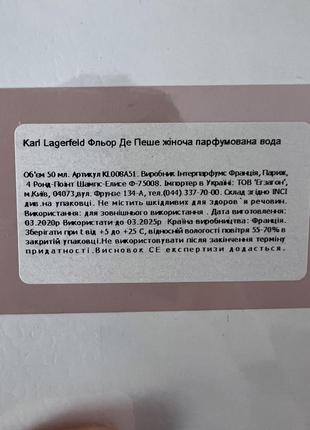 Karl Lagerfeld Фльор Де Пеше жіноча парфумована вода
Об'єм 50 мл. Артикул KL008A51. Виробник Інтерпарфумс Франція, Париж,
4 Ронд-Поінт Шампс-Елисе Ф-75008. Імпортер в Україні: ТОВ "Егзагон",
м.Київ, 04073,вул. Фрунзе 134-А, тел.(044) 337-70-00. Склад згідно INCI
див.на упаковці. Не містить шкідливих для здоров`я речовин.
Використання: для зовнішнього використання . Дата виготовлення:
03.2020р Використати до 03.2025р Країна виробництва: Франція.
Зберігати при t від +5 до +25 С, відносній вологості повітря 55-70% в
закритій упаковці.Не використовувати після закінчення терміну
придатності.Висновок СЕ експертизи додається.